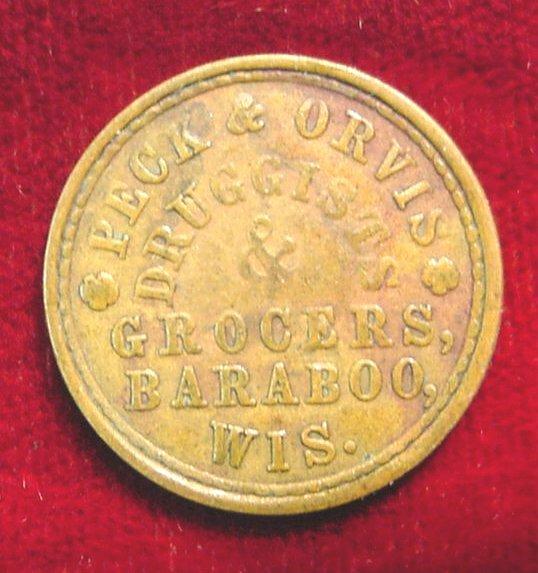 PECK & ORVIS
DRUGGISTS
&
GROCERS,
BARABOO,
WIS.